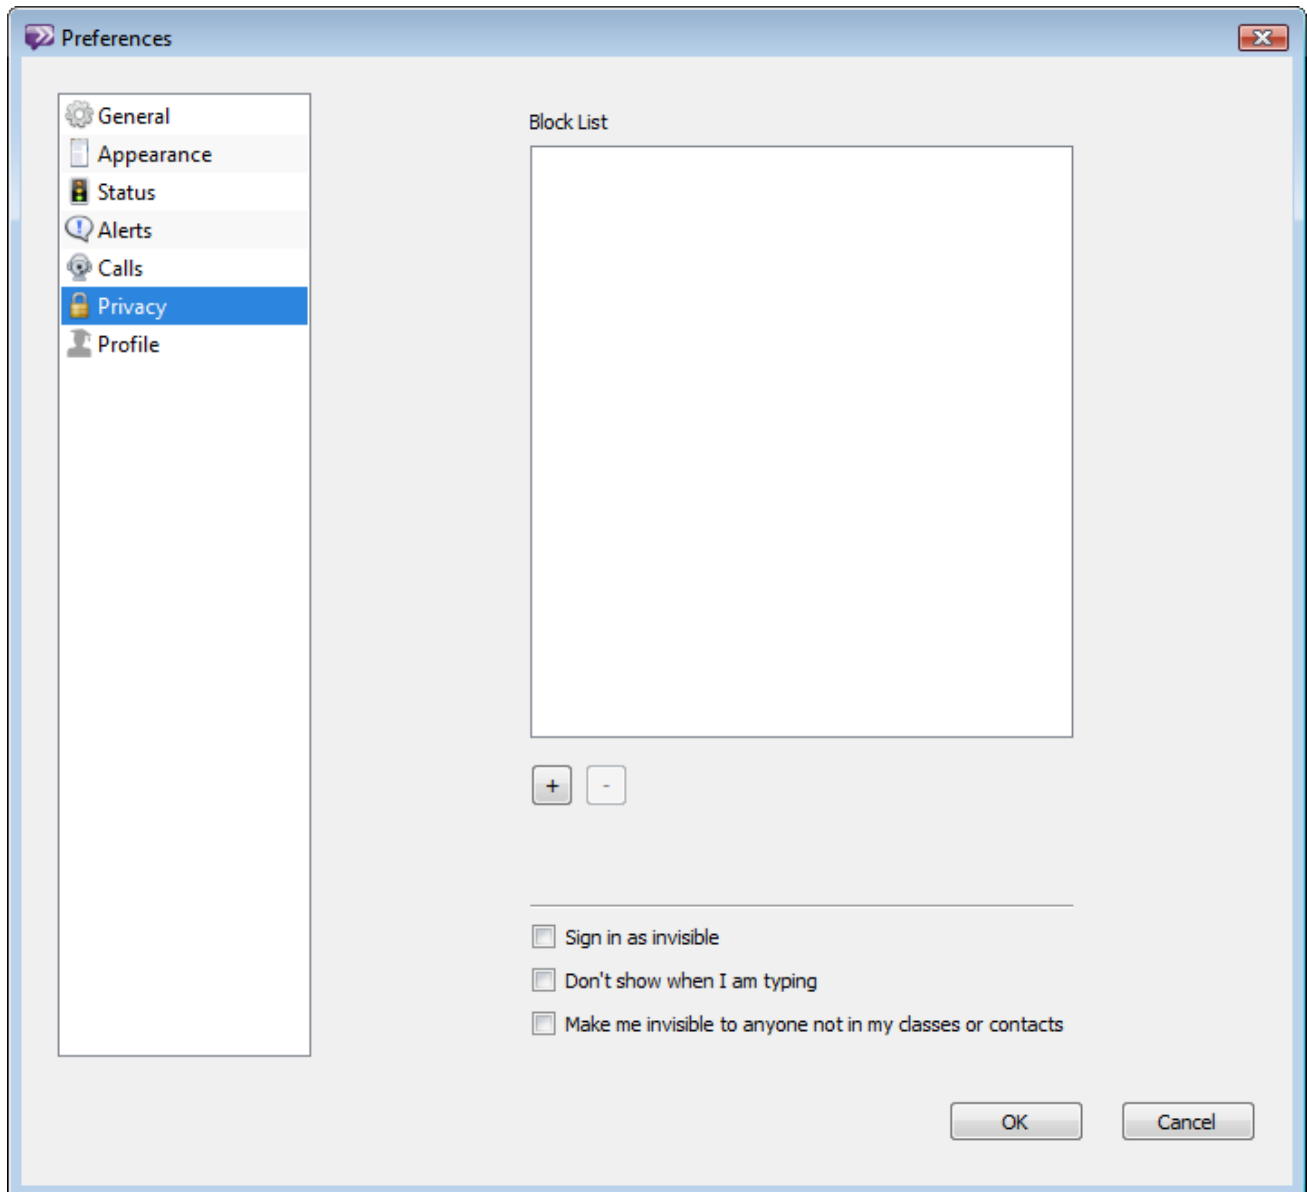 Preferences
General
Appearance
Status
Alerts
Calls
Privacy
Profile
Block List
+ -
Sign in as invisible
Don't show when I am typing
Make me invisible to anyone not in my classes or contacts
OK Cancel